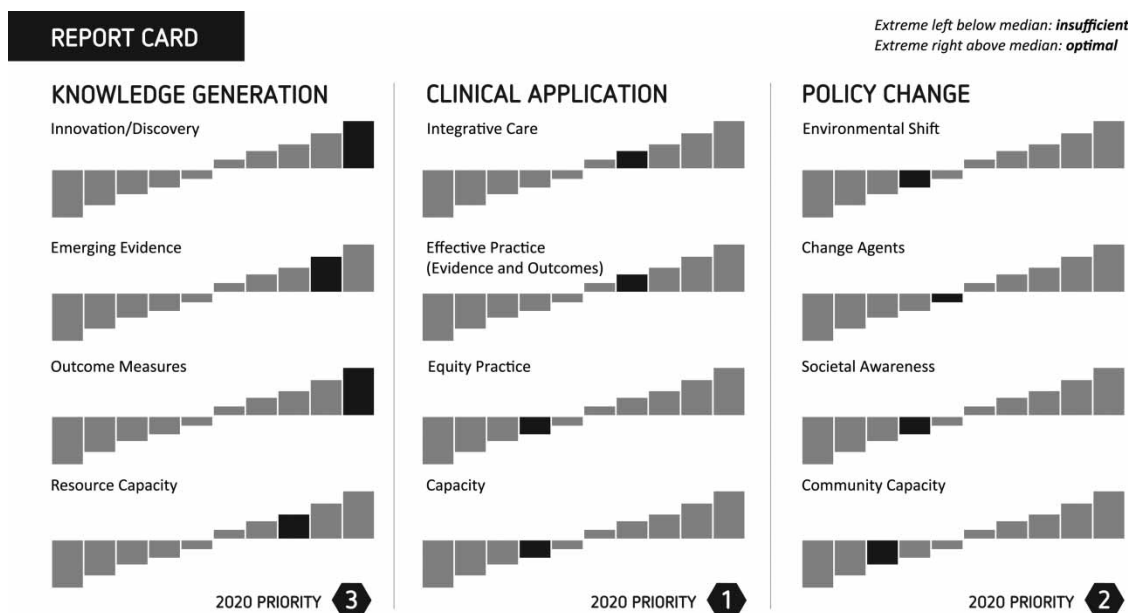 REPORT CARD
Extreme left below median: insufficient
Extreme right above median: optimal
KNOWLEDGE GENERATION
Innovation/Discovery
Emerging Evidence
Outcome Measures
Resource Capacity
2020 PRIORITY 3
CLINICAL APPLICATION
Integrative Care
Effective Practice
(Evidence and Outcomes)
Equity Practice
Capacity
2020 PRIORITY 1
POLICY CHANGE
Environmental Shift
Change Agents
Societal Awareness
Community Capacity
2020 PRIORITY 2